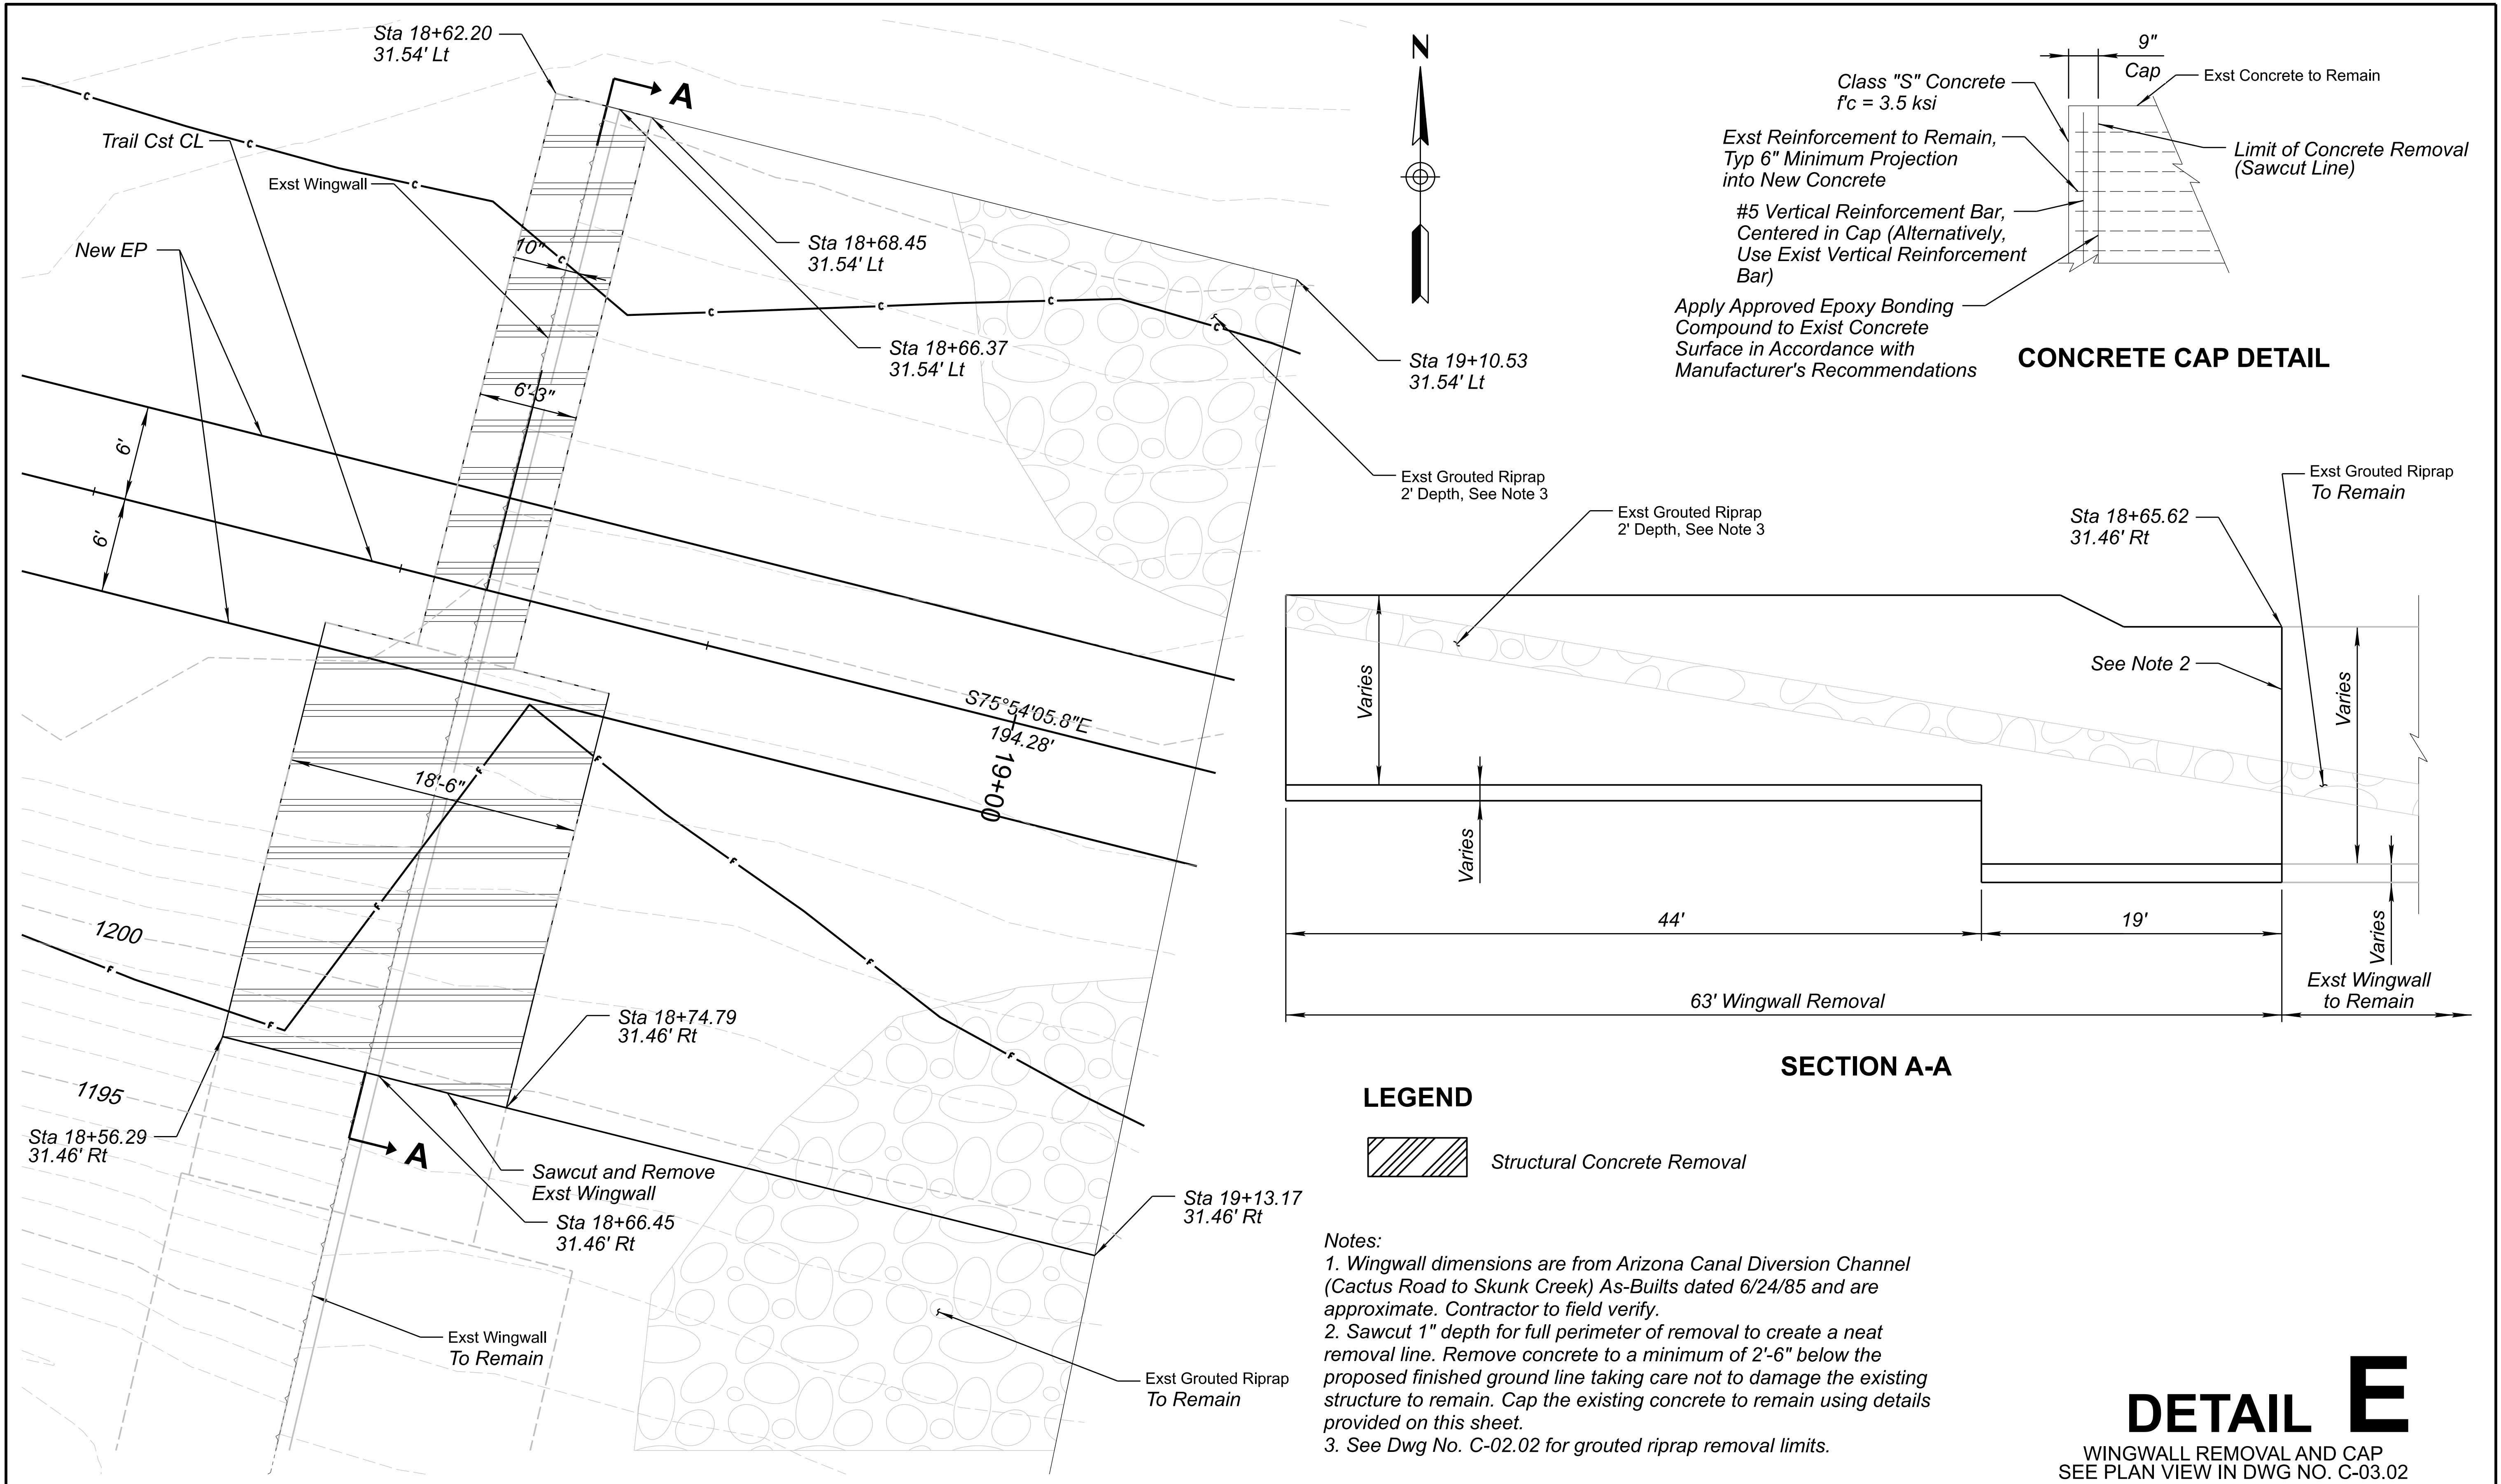 Sta 18+62.20
31.54' Lt
A
Trail Cst CL
Exst Wingwall
New EP
10"
Sta 18+68.45
31.54' Lt
Sta 18+66.37
31.54' Lt
6'-3"
6'
6'
C
C
C
C
C
C
C
C
N
Sta 19+10.53
31.54' Lt
Exst Grouted Riprap
2' Depth, See Note 3
S75°54'05.8"E
194.28'
19+00
18'-6"
F
F
F
F
F
F
F
F
1200
1195
Sta 18+74.79
31.46' Rt
Sta 18+56.29
31.46' Rt
A
Sawcut and Remove
Exst Wingwall
Sta 18+66.45
31.46' Rt
Sta 19+13.17
31.46' Rt
Exst Wingwall
To Remain
Exst Grouted Riprap
To Remain
9"
Cap
Class "S" Concrete
f'c = 3.5 ksi
Exst Concrete to Remain
Exst Reinforcement to Remain,
Typ 6" Minimum Projection
into New Concrete
Limit of Concrete Removal
(Sawcut Line)
#5 Vertical Reinforcement Bar,
Centered in Cap (Alternatively,
Use Exist Vertical Reinforcement
Bar)
Apply Approved Epoxy Bonding
Compound to Exist Concrete
Surface in Accordance with
Manufacturer's Recommendations
CONCRETE CAP DETAIL
Exst Grouted Riprap
To Remain
Exst Grouted Riprap
2' Depth, See Note 3
Sta 18+65.62
31.46' Rt
See Note 2
Varies
Varies
Varies
Varies
44'
19'
63' Wingwall Removal
Exst Wingwall
to Remain
SECTION A-A
LEGEND
Structural Concrete Removal
Notes:
1. Wingwall dimensions are from Arizona Canal Diversion Channel
(Cactus Road to Skunk Creek) As-Builts dated 6/24/85 and are
approximate. Contractor to field verify.
2. Sawcut 1" depth for full perimeter of removal to create a neat
removal line. Remove concrete to a minimum of 2'-6" below the
proposed finished ground line taking care not to damage the existing
structure to remain. Cap the existing concrete to remain using details
provided on this sheet.
3. See Dwg No. C-02.02 for grouted riprap removal limits.
DETAIL E
WINGWALL REMOVAL AND CAP
SEE PLAN VIEW IN DWG NO. C-03.02